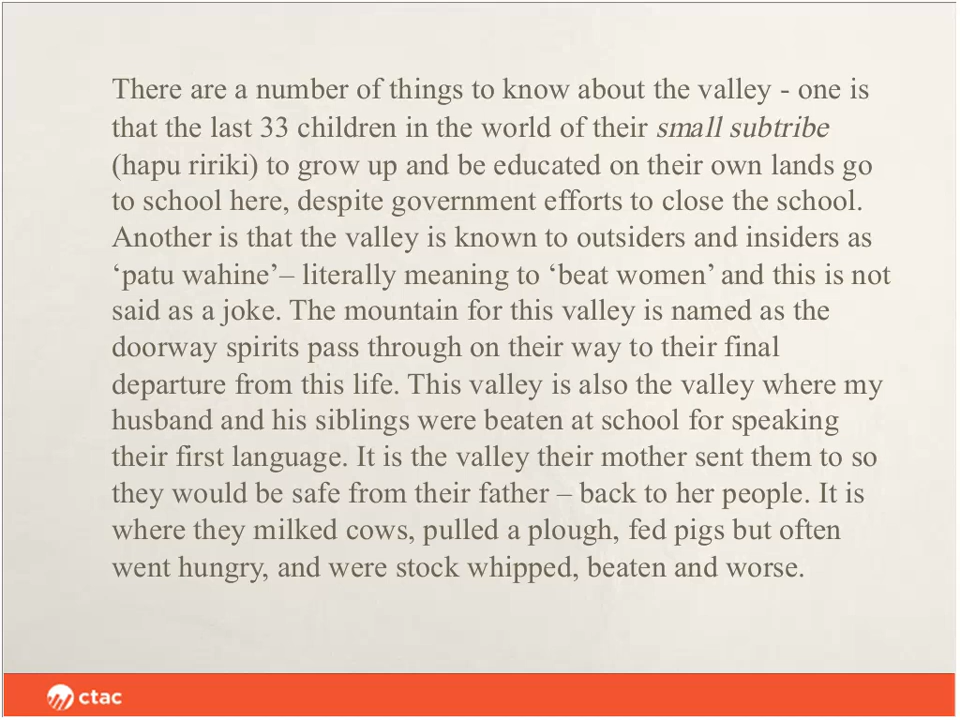 There are a number of things to know about the valley - one is
that the last 33 children in the world of their small subtribe
(hapu ririki) to grow up and be educated on their own lands go
to school here, despite government efforts to close the school.
Another is that the valley is known to outsiders and insiders as
‘patu wahine’– literally meaning to ‘beat women’ and this is not
said as a joke. The mountain for this valley is named as the
doorway spirits pass through on their way to their final
departure from this life. This valley is also the valley where my
husband and his siblings were beaten at school for speaking
their first language. It is the valley their mother sent them to so
they would be safe from their father – back to her people. It is
where they milked cows, pulled a plough, fed pigs but often
went hungry, and were stock whipped, beaten and worse.
ctac